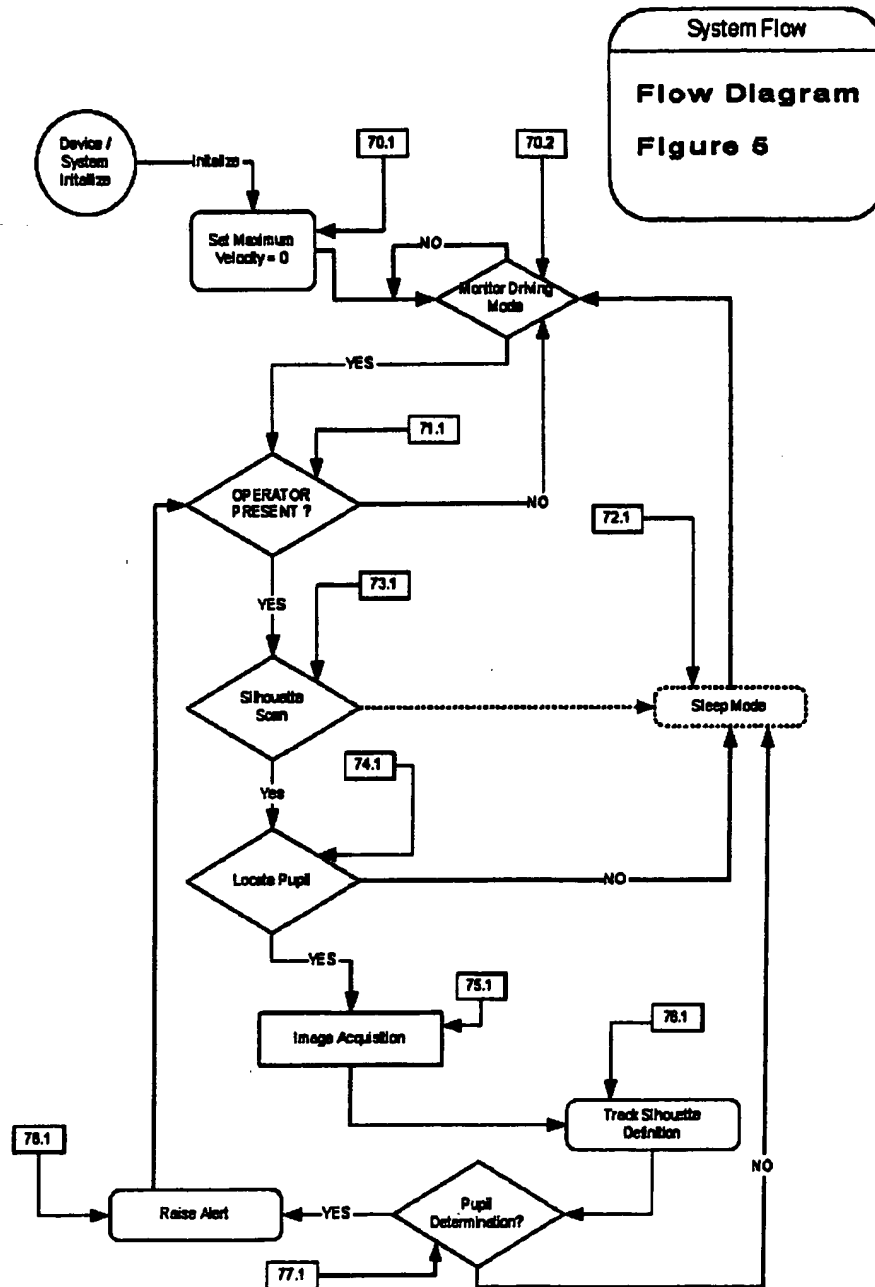 System Flow
Flow Diagram
Figure 5
Device /
System
Initialize
Initialize
70.1
70.2
Set Maximum
Velocity = 0
NO
Monitor Driving
Mode
YES
71.1
OPERATOR
PRESENT ?
NO
72.1
YES
73.1
Silhouette
Scan
Sleep Mode
74.1
Yes
Locate Pupil
NO
YES
75.1
Image Acquisition
76.1
Track Silhouette
Definition
78.1
NO
Raise Alert
YES
Pupil
Determination?
77.1